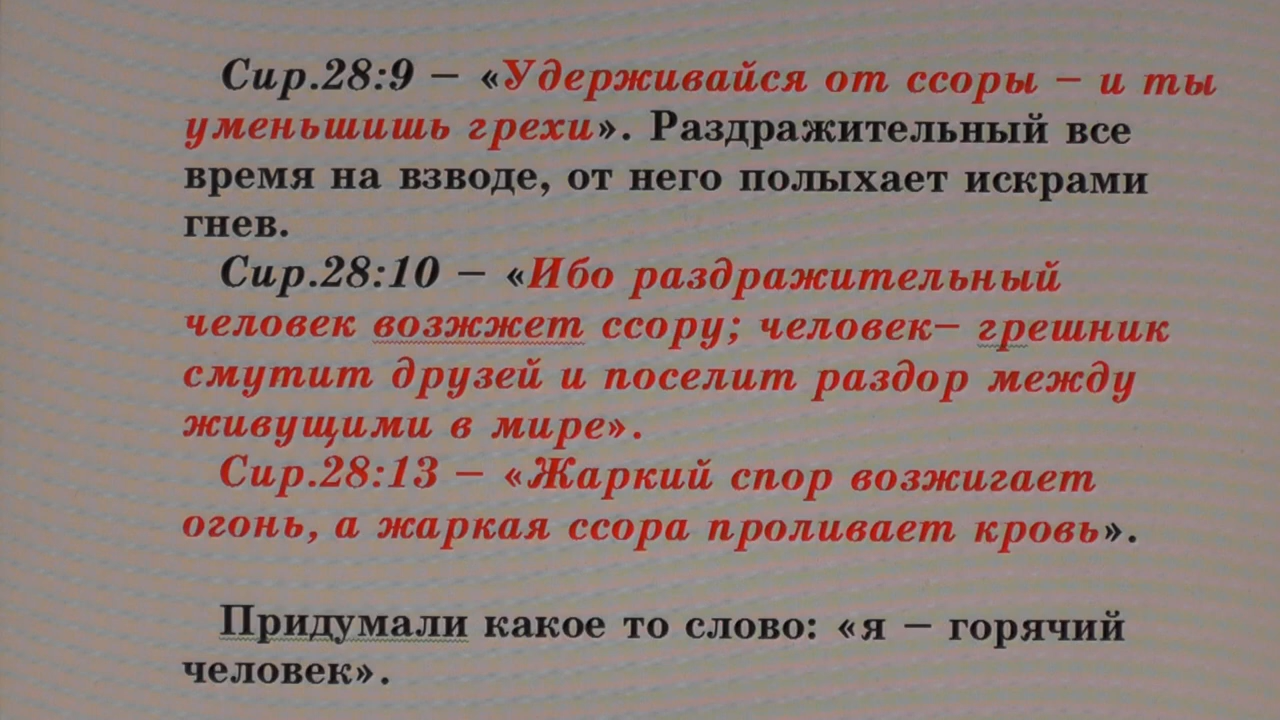 Сир.28:9 – «Удерживайся от ссоры – и ты
уменьшишь грехи». Раздражительный все
время на взводе, от него полыхает искрами
гнев.
Сир.28:10 – «Ибо раздражительный
человек возжжет ссору; человек– грешник
смутит друзей и поселит раздор между
живущими в мире».
Сир.28:13 – «Жаркий спор возжигает
огонь, а жаркая ссора проливает кровь».
Придумали какое то слово: «я – горячий
человек».